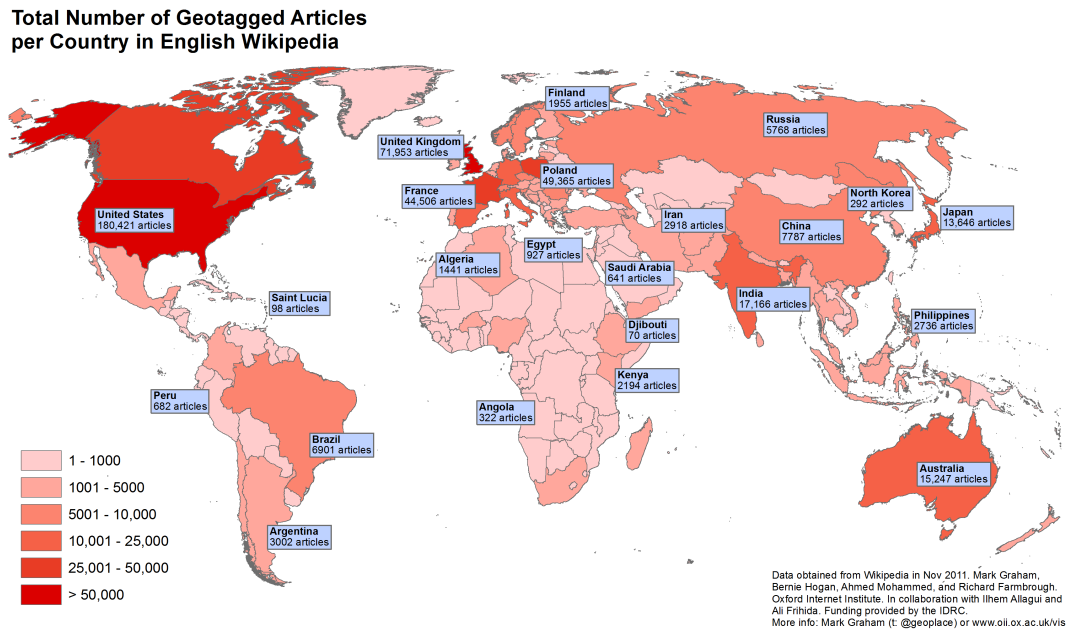 Total Number of Geotagged Articles
per Country in English Wikipedia
Finland
1955 articles
Russia
5768 articles
United Kingdom
71,953 articles
Poland
49,365 articles
France
44,506 articles
North Korea
292 articles
Japan
13,646 articles
United States
180,421 articles
Iran
2918 articles
China
7787 articles
Egypt
927 articles
Algeria
1441 articles
Saudi Arabia
641 articles
India
17,166 articles
Saint Lucia
98 articles
Djibouti
70 articles
Philippines
2736 articles
Kenya
2194 articles
Peru
682 articles
Angola
322 articles
Brazil
6901 articles
Australia
15,247 articles
Argentina
3002 articles
1 - 1000
1001 - 5000
5001 - 10,000
10,001 - 25,000
25,001 - 50,000
> 50,000
Data obtained from Wikipedia in Nov 2011. Mark Graham,
Bernie Hogan, Ahmed Mohammed, and Richard Farmbrough.
Oxford Internet Institute. In collaboration with Ilhem Allagui and
Ali Frihida. Funding provided by the IDRC.
More info: Mark Graham (t: @geoplace) or www.oii.ox.ac.uk/vis